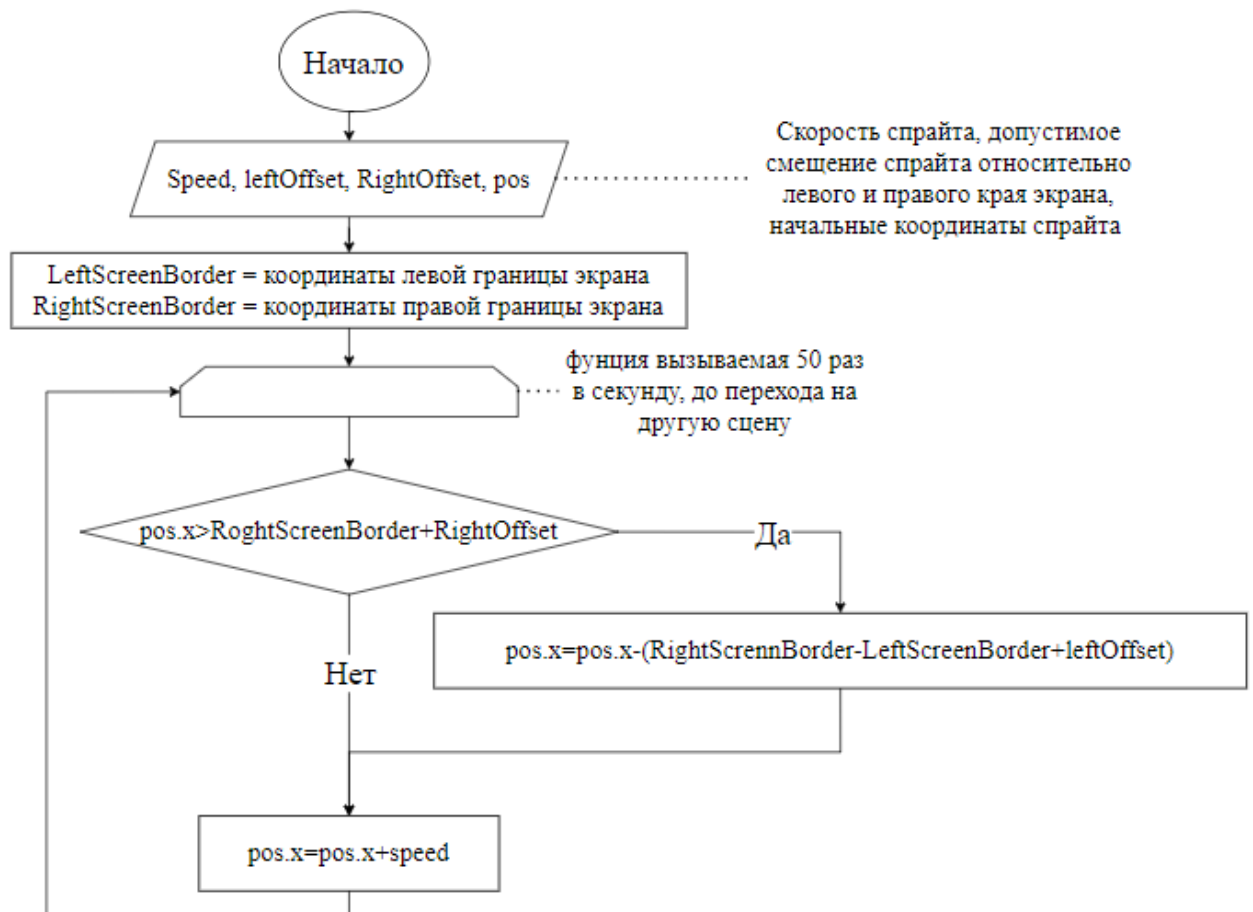 Начало
Speed, leftOffset, RightOffset, pos
Скорость спрайта, допустимое
смещение спрайта относительно
левого и правого края экрана,
начальные координаты спрайта
LeftScreenBorder = координаты левой границы экрана
RightScreenBorder = координаты правой границы экрана
фунция вызываемая 50 раз
в секунду, до перехода на
другую сцену
pos.x>RoghtScreenBorder+RightOffset
Да
pos.x=pos.x-(RightScrennBorder-LeftScreenBorder+leftOffset)
Нет
pos.x=pos.x+speed